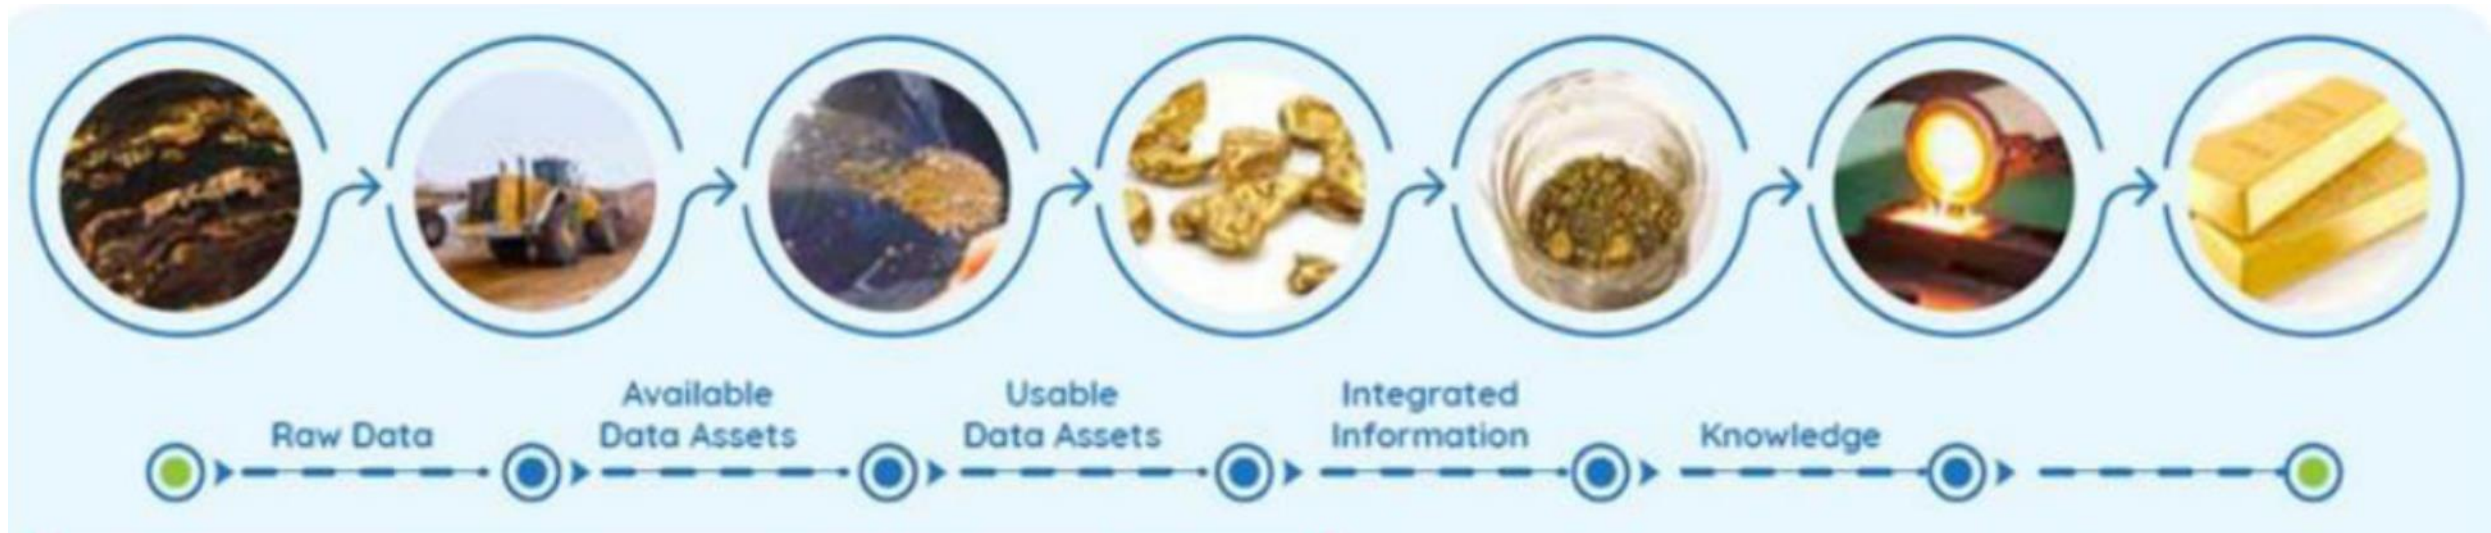 Raw Data
Available
Data Assets
Usable
Data Assets
Integrated
Information
Knowledge